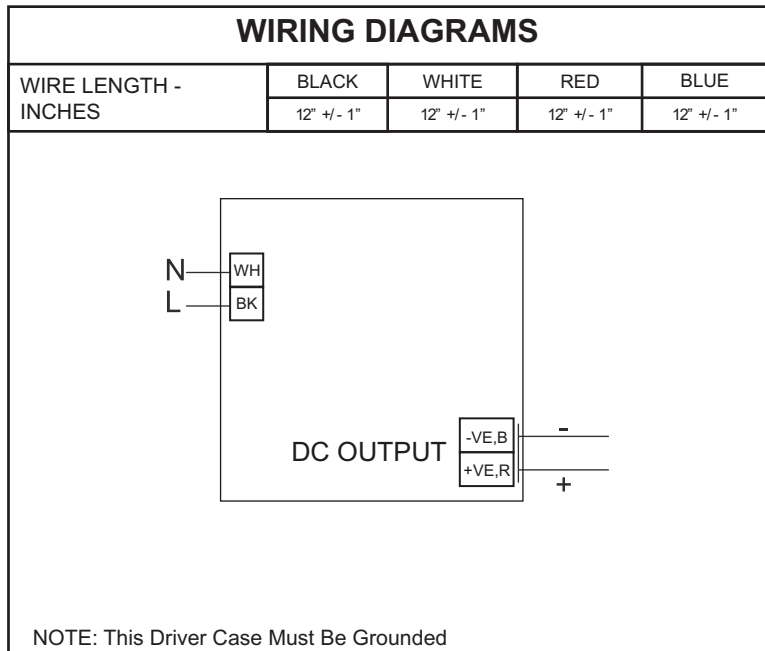 WIRING DIAGRAMS
WIRE LENGTH -
INCHES
BLACK WHITE RED BLUE
12” +/- 1” 12” +/- 1” 12” +/- 1” 12” +/- 1”
N WH
L BK
DC OUTPUT
-VE,B -
+VE,R +
NOTE: This Driver Case Must Be Grounded